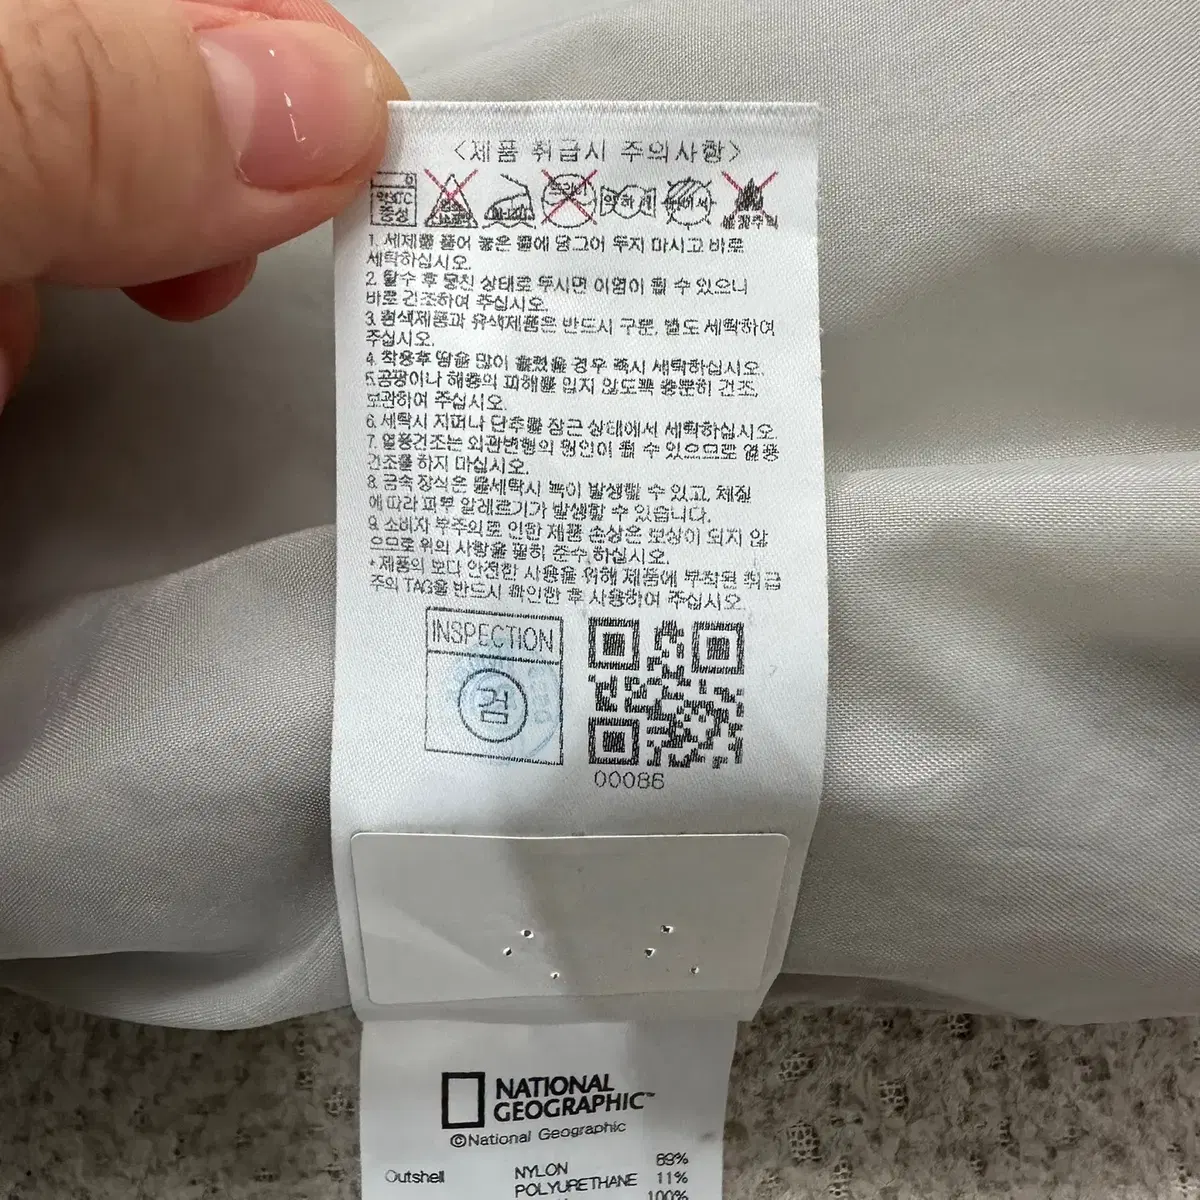 <제품 취급시 주의사항>
약30℃
중성
드라이
약하게
뉘어서
1. 세제를 풀어 놓은 물에 담그어 두지 마시고 바로
세탁하십시오.
2. 탈수 후 뭉친 상태로 두시면 이염이 될 수 있으니
바로 건조하여 주십시오.
3. 흰색제품과 유색제품은 반드시 구분, 별도 세탁하여
주십시오.
4. 착용후 땀을 많이 흘렸을 경우 즉시 세탁하십시오.
5.곰팡이나 해충의 피해를 입지 않도록 충분히 건조,
보관하여 주십시오.
6. 세탁시 지퍼나 단추를 잠근 상태에서 세탁하십시오.
7. 열풍건조는 외관변형의 원인이 될 수 있으므로 열풍
건조를 하지 마십시오.
8. 금속 장식은 물세탁시 녹이 발생할 수 있고, 체질
에 따라 피부 알레르기가 발생할 수 있습니다.
9. 소비자 부주의로 인한 제품 손상은 보상이 되지 않
으므로 위의 사항을 필히 준수 하십시오.
*제품의 보다 안전한 사용을 위해 제품에 부착된 취급
주의 TAG을 반드시 확인한 후 사용하여 주십시오.
INSPECTION
검
00086
NATIONAL
GEOGRAPHIC™
©National Geographic
Outshell NYLON 89%
POLYURETHANE 11%
100%